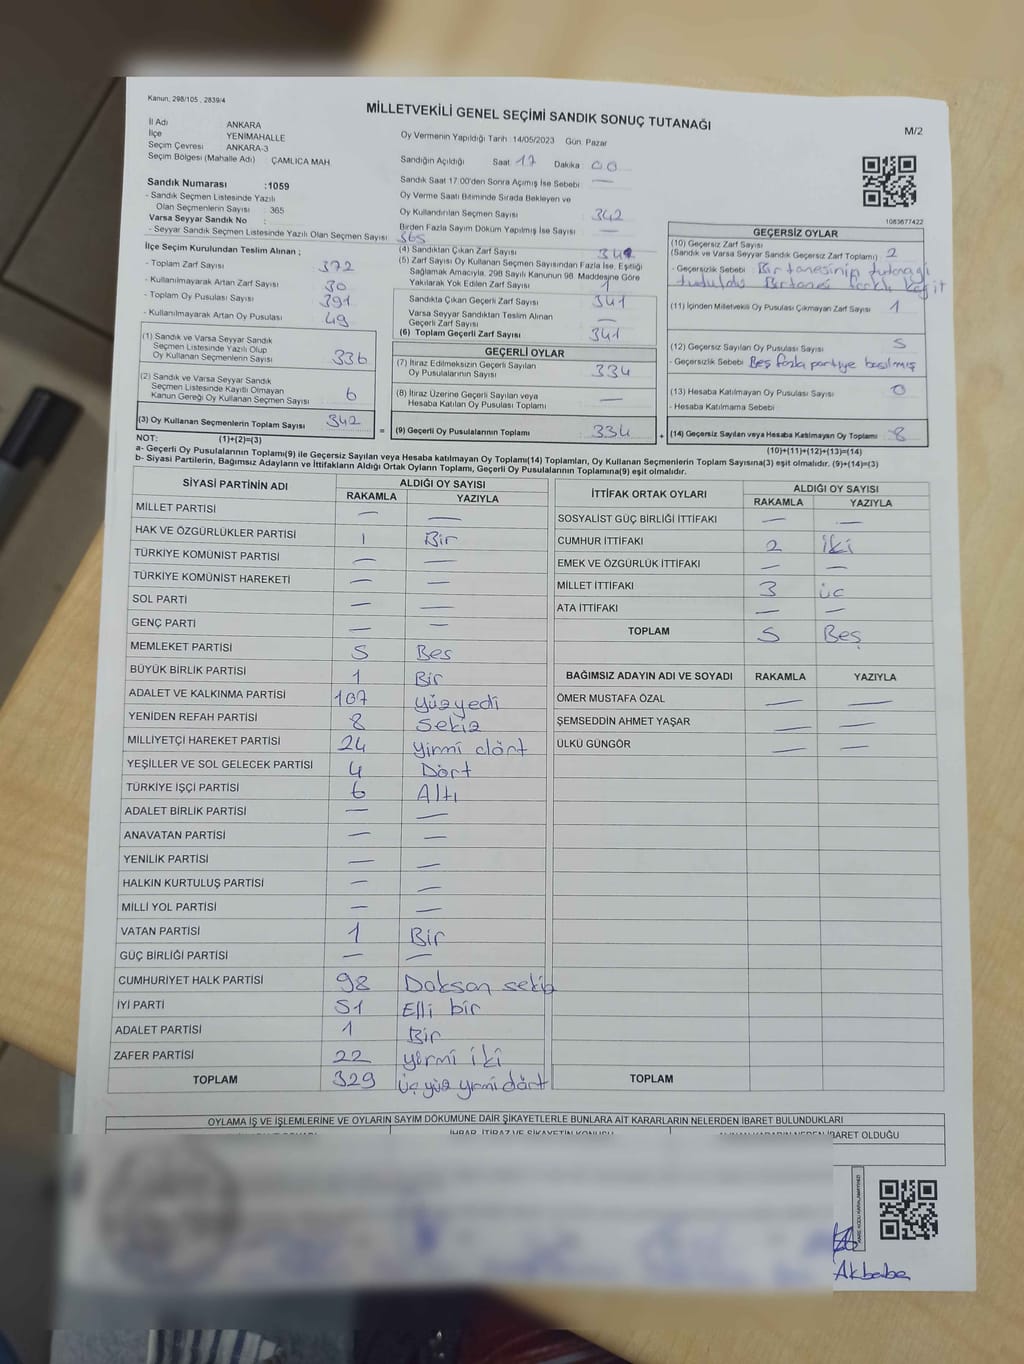 Kanun, 298/105 , 2839/4
MİLLETVEKİLİ GENEL SEÇİMİ SANDIK SONUÇ TUTANAĞI
M/2
İl Adı ANKARA
İlçe YENİMAHALLE
Seçim Çevresi ANKARA-3
Seçim Bölgesi (Mahalle Adı) ÇAMLICA MAH
Oy Vermenin Yapıldığı Tarih :14/05/2023 Gün: Pazar
Sandığın Açıldığı Saat 17 Dakika 00
Sandık Saat 17:00'den Sonra Açımış İse Sebebi —
Oy Verme Saati Bitiminde Sırada Bekleyen ve
Oy Kullandırılan Seçmen Sayısı 342
Birden Fazla Sayım Döküm Yapılmış İse Sayısı —
Sandık Numarası :1059
- Sandık Seçmen Listesinde Yazılı
Olan Seçmenlerin Sayısı 365
Varsa Seyyar Sandık No :
- Seyyar Sandık Seçmen Listesinde Yazılı Olan Seçmen Sayısı 365
İlçe Seçim Kurulundan Teslim Alınan ;
- Toplam Zarf Sayısı 372
- Kullanılmayarak Artan Zarf Sayısı 30
- Toplam Oy Pusulası Sayısı 391
- Kullanılmayarak Artan Oy Pusulası 49
(1) Sandık ve Varsa Seyyar Sandık
Seçmen Listesinde Yazılı Olup
Oy Kullanan Seçmenlerin Sayısı 336
(2) Sandık ve Varsa Seyyar Sandık
Seçmen Listesinde Kayıtlı Olmayan
Kanun Gereği Oy Kullanan Seçmen Sayısı 6
(3) Oy Kullanan Seçmenlerin Toplam Sayısı 342
(4) Sandıktan Çıkan Zarf Sayısı
(5) Zarf Sayısı Oy Kullanan Seçmen Sayısından Fazla İse, Eşitliği
Sağlamak Amacıyla, 298 Sayılı Kanunun 98. Maddesine Göre
Yakılarak Yok Edilen Zarf Sayısı
Sandıkta Çıkan Geçerli Zarf Sayısı 341
Varsa Seyyar Sandıktan Teslim Alınan
Geçerli Zarf Sayısı —
(6) Toplam Geçerli Zarf Sayısı 341
GEÇERLİ OYLAR
(7) İtiraz Edilmeksizin Geçerli Sayılan
Oy Pusulalarının Sayısı 334
(8) İtiraz Üzerine Geçerli Sayılan veya
Hesaba Katılan Oy Pusulası Toplamı —
= (9) Geçerli Oy Pusulalarının Toplamı 334 +
1083677422
GEÇERSİZ OYLAR
(10) Geçersiz Zarf Sayısı
(Sandık ve Varsa Seyyar Sandık Geçersiz Zarf Toplamı) 2
- Geçersizlik Sebebi Bir tanesinin tutanağı
tutuldu Birtanesi farklı kağıt
(11) İçinden Milletvekili Oy Pusulası Çıkmayan Zarf Sayısı 1
(12) Geçersiz Sayılan Oy Pusulası Sayısı 5
- Geçersizlik Sebebi Beş fazla partiye basılmış
(13) Hesaba Katılmayan Oy Pusulası Sayısı 0
- Hesaba Katılmama Sebebi
(14) Geçersiz Sayılan veya Hesaba Katılmayan Oy Toplamı 8
NOT: (1)+(2)=(3)
(10)+(11)+(12)+(13)=(14)
a- Geçerli Oy Pusulalarının Toplamı(9) ile Geçersiz Sayılan veya Hesaba katılmayan Oy Toplamı(14) Toplamları, Oy Kullanan Seçmenlerin Toplam Sayısına(3) eşit olmalıdır. (9)+(14)=(3)
b- Siyasi Partilerin, Bağımsız Adayların ve İttifakların Aldığı Ortak Oyların Toplamı, Geçerli Oy Pusulalarının Toplamına(9) eşit olmalıdır.
SİYASİ PARTİNİN ADI ALDIĞI OY SAYISI
RAKAMLA YAZIYLA
MİLLET PARTİSİ — —
HAK VE ÖZGÜRLÜKLER PARTİSİ 1 Bir
TÜRKİYE KOMÜNİST PARTİSİ — —
TÜRKİYE KOMÜNİST HAREKETİ — —
SOL PARTİ — —
GENÇ PARTİ — —
MEMLEKET PARTİSİ 5 Bes
BÜYÜK BİRLİK PARTİSİ 1 Bir
ADALET VE KALKINMA PARTİSİ 107 Yüzyedi
YENİDEN REFAH PARTİSİ 8 Sekiz
MİLLİYETÇİ HAREKET PARTİSİ 24 yirmi dört
YEŞİLLER VE SOL GELECEK PARTİSİ 4 Dört
TÜRKİYE İŞÇİ PARTİSİ 6 Altı
ADALET BİRLİK PARTİSİ — —
ANAVATAN PARTİSİ — —
YENİLİK PARTİSİ — —
HALKIN KURTULUŞ PARTİSİ — —
MİLLİ YOL PARTİSİ — —
VATAN PARTİSİ 1 Bir
GÜÇ BİRLİĞİ PARTİSİ — —
CUMHURİYET HALK PARTİSİ 98 Doksan sekiz
İYİ PARTİ 51 Elli bir
ADALET PARTİSİ 1 Bir
ZAFER PARTİSİ 22 yirmi iki
TOPLAM 329 üçyüz yirmi dört
İTTİFAK ORTAK OYLARI ALDIĞI OY SAYISI
RAKAMLA YAZIYLA
SOSYALİST GÜÇ BİRLİĞİ İTTİFAKI — —
CUMHUR İTTİFAKI 2 iki
EMEK VE ÖZGÜRLÜK İTTİFAKI — —
MİLLET İTTİFAKI 3 üc
ATA İTTİFAKI — —
TOPLAM 5 Beş
BAĞIMSIZ ADAYIN ADI VE SOYADI RAKAMLA YAZIYLA
ÖMER MUSTAFA ÖZAL — —
ŞEMSEDDİN AHMET YAŞAR — —
ÜLKÜ GÜNGÖR — —
TOPLAM
OYLAMA İŞ VE İŞLEMLERİNE VE OYLARIN SAYIM DÖKÜMÜNE DAİR ŞİKAYETLERLE BUNLARA AİT KARARLARIN NELERDEN İBARET BULUNDUKLARI
İHBAR, İTİRAZ VE ŞİKAYETİN KONUSU
İBARET OLDUĞU
Akbaba